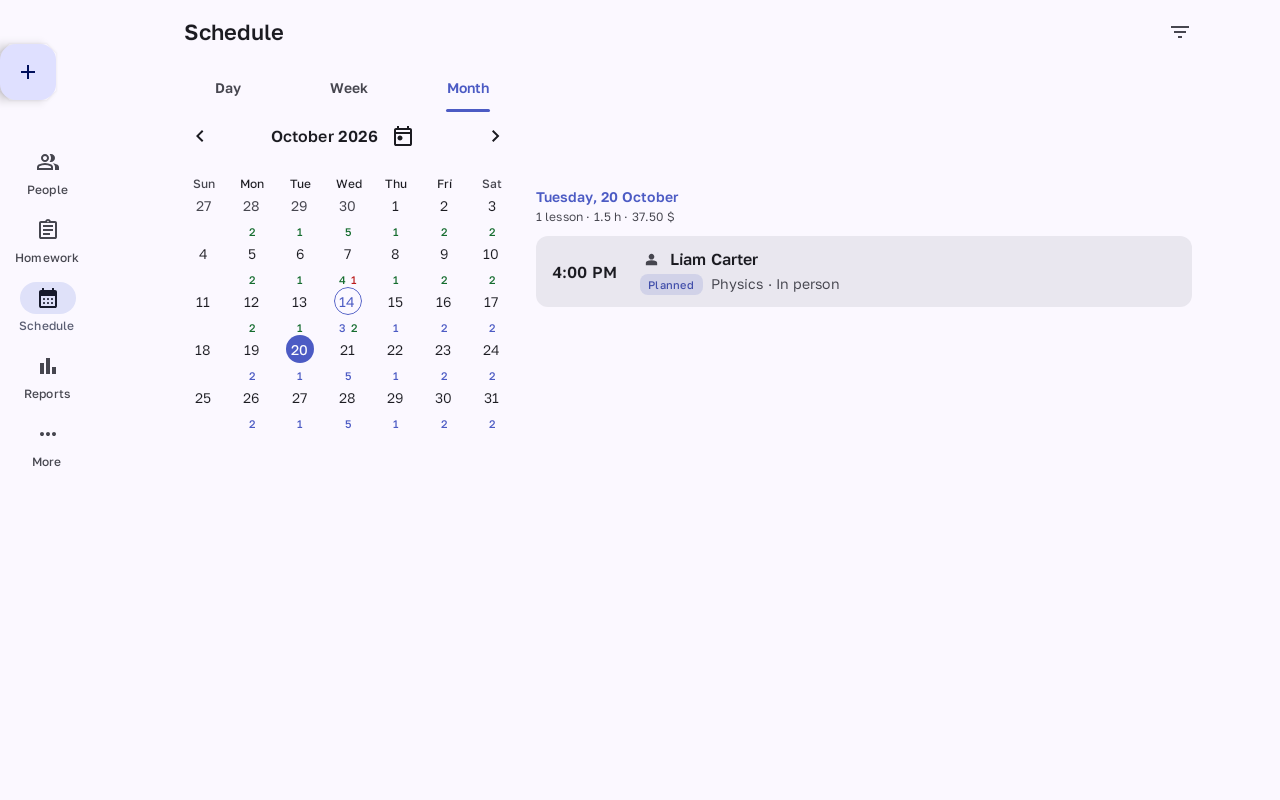 Schedule
Day Week Month
October 2026
Sun Mon Tue Wed Thu Fri Sat
27 28 29 30 1 2 3
2 1 5 1 2 2
4 5 6 7 8 9 10
2 1 4 1 1 2 2
11 12 13 14 15 16 17
2 1 3 2 1 2 2
18 19 20 21 22 23 24
2 1 5 1 2 2
25 26 27 28 29 30 31
2 1 5 1 2 2
Tuesday, 20 October
1 lesson · 1.5 h · 37.50 $
4:00 PM
Liam Carter
Planned Physics · In person
People
Homework
Schedule
Reports
More